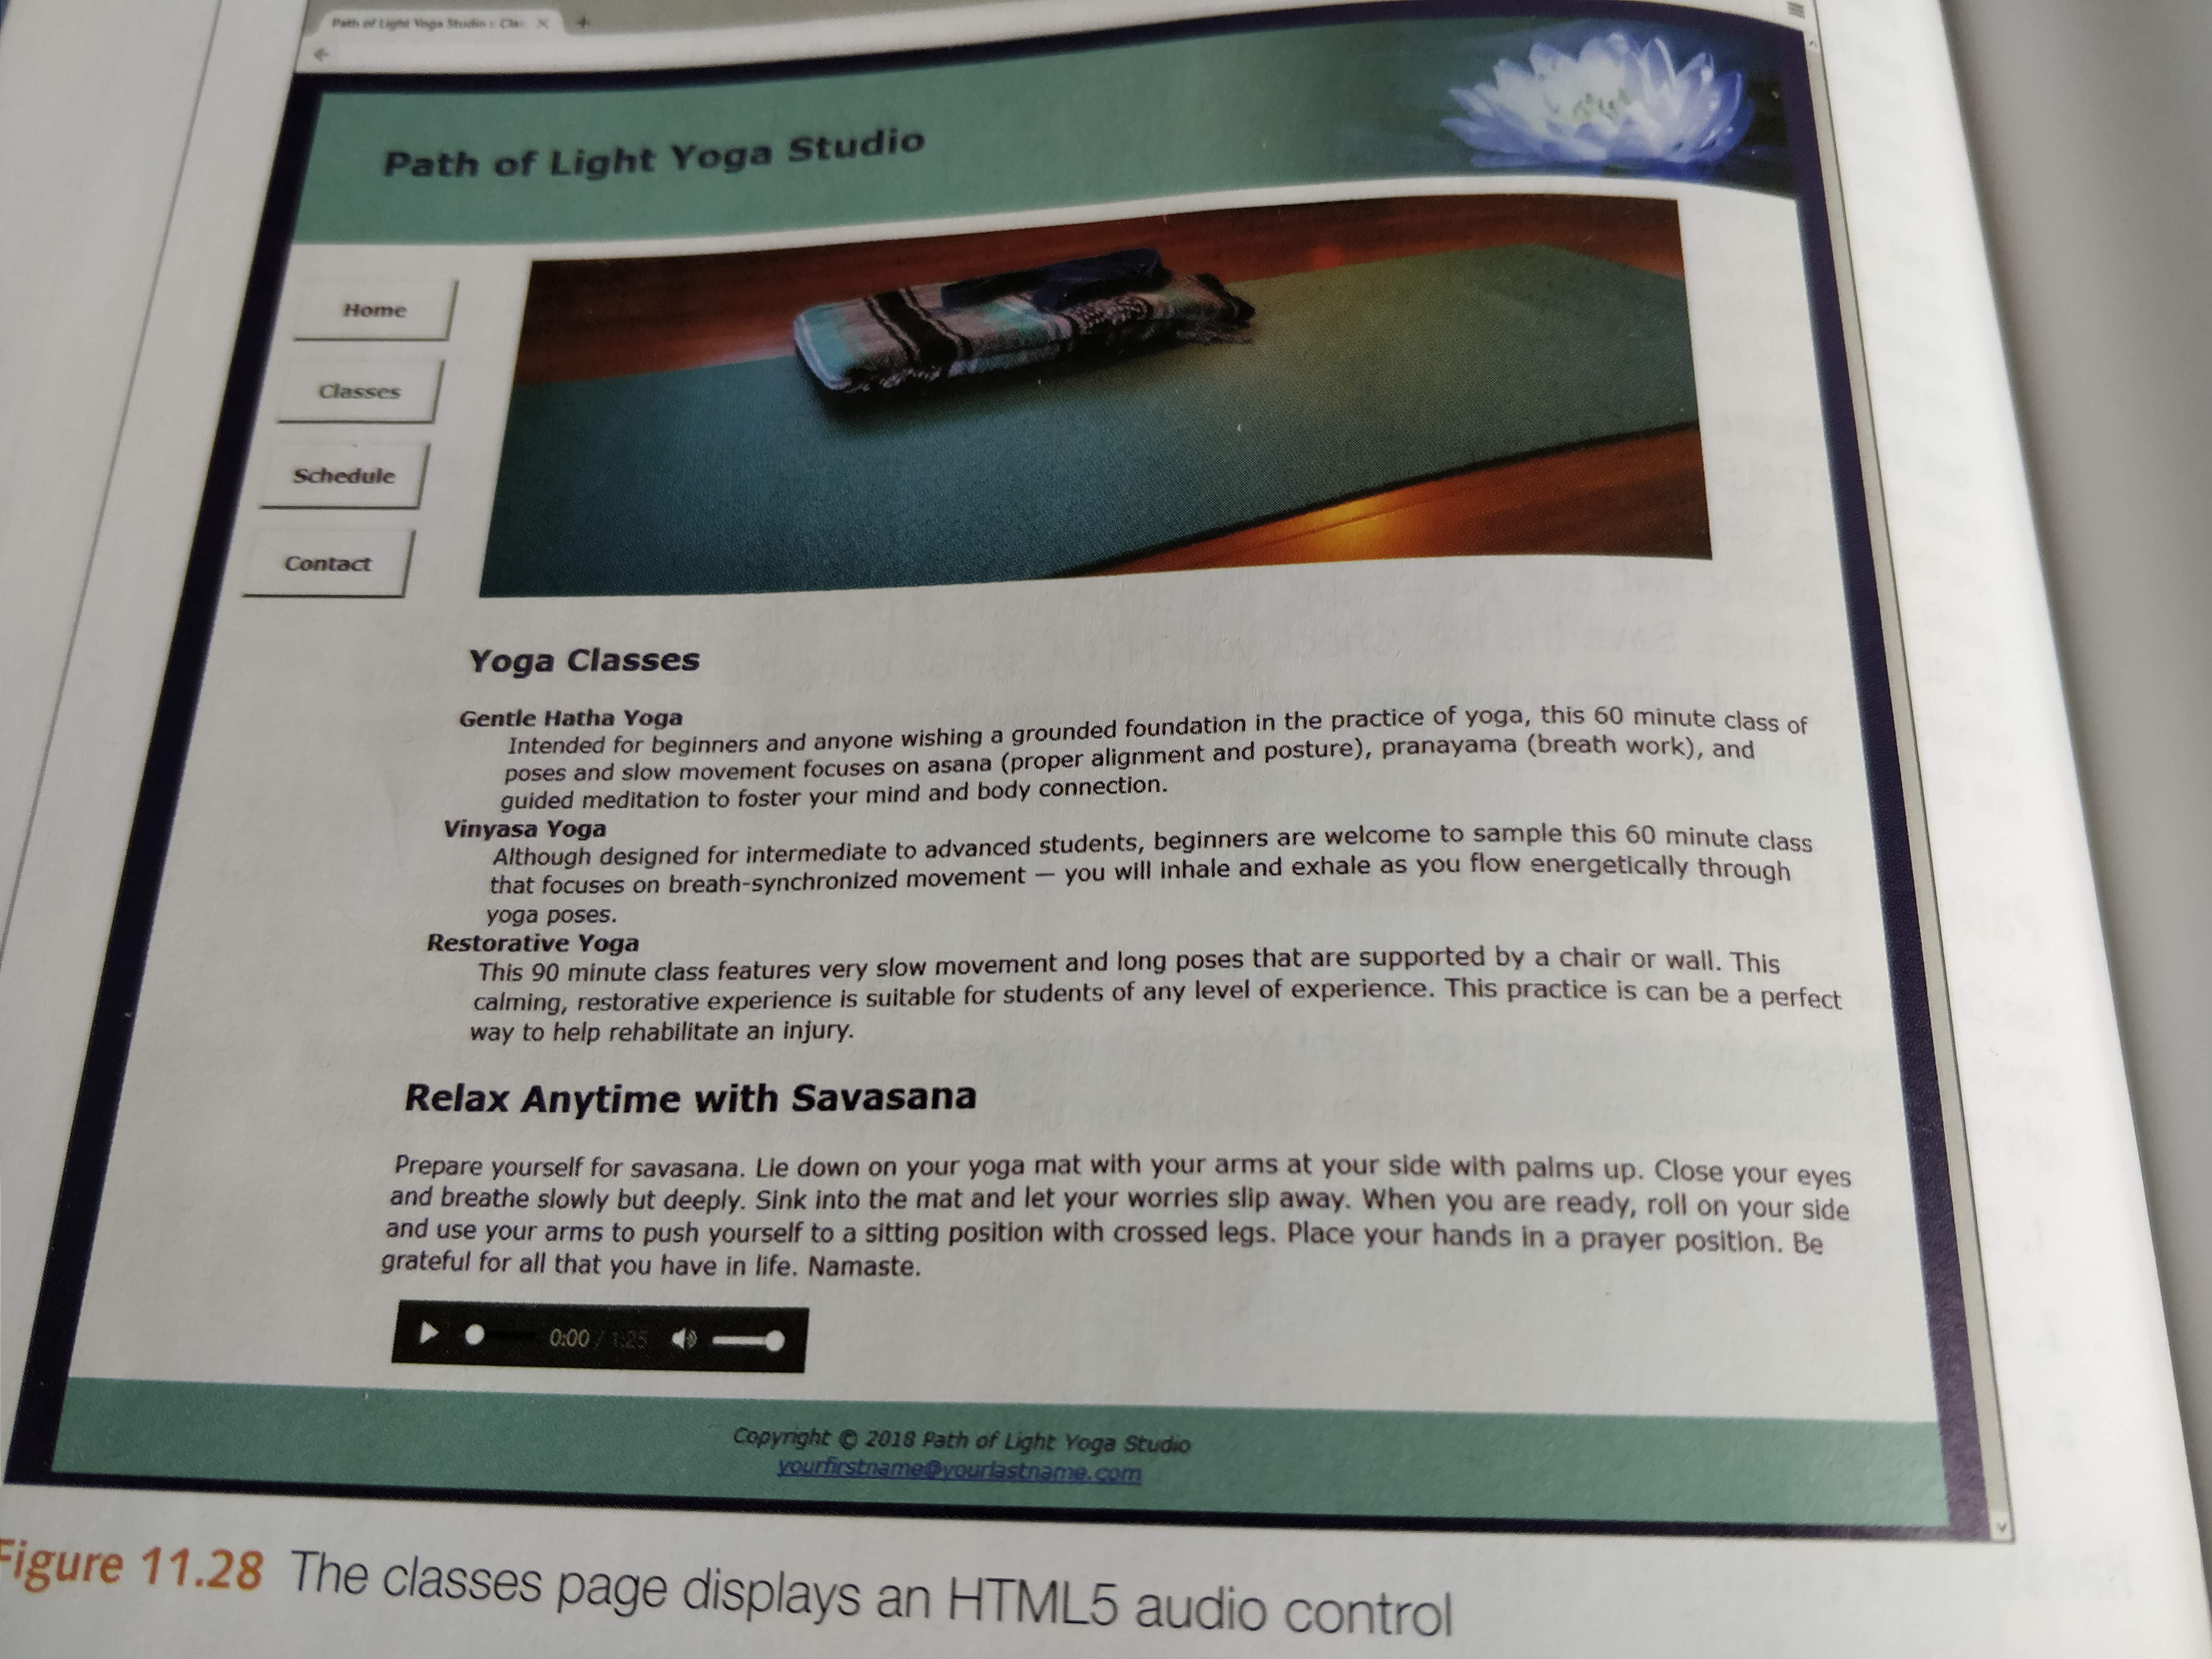 Path of Light Yoga Studio :: Cla
Path of Light Yoga Studio
Home
Classes
Schedule
Contact
Yoga Classes
Gentle Hatha Yoga
Intended for beginners and anyone wishing a grounded foundation in the practice of yoga, this 60 minute class of
poses and slow movement focuses on asana (proper alignment and posture), pranayama (breath work), and
guided meditation to foster your mind and body connection.
Vinyasa Yoga
Although designed for intermediate to advanced students, beginners are welcome to sample this 60 minute class
that focuses on breath-synchronized movement — you will inhale and exhale as you flow energetically through
yoga poses.
Restorative Yoga
This 90 minute class features very slow movement and long poses that are supported by a chair or wall. This
calming, restorative experience is suitable for students of any level of experience. This practice is can be a perfect
way to help rehabilitate an injury.
Relax Anytime with Savasana
Prepare yourself for savasana. Lie down on your yoga mat with your arms at your side with palms up. Close your eyes
and breathe slowly but deeply. Sink into the mat and let your worries slip away. When you are ready, roll on your side
and use your arms to push yourself to a sitting position with crossed legs. Place your hands in a prayer position. Be
grateful for all that you have in life. Namaste.
0:00 / 1:25
Copyright © 2018 Path of Light Yoga Studio
yourfirstname@yourlastname.com
Figure 11.28 The classes page displays an HTML5 audio control